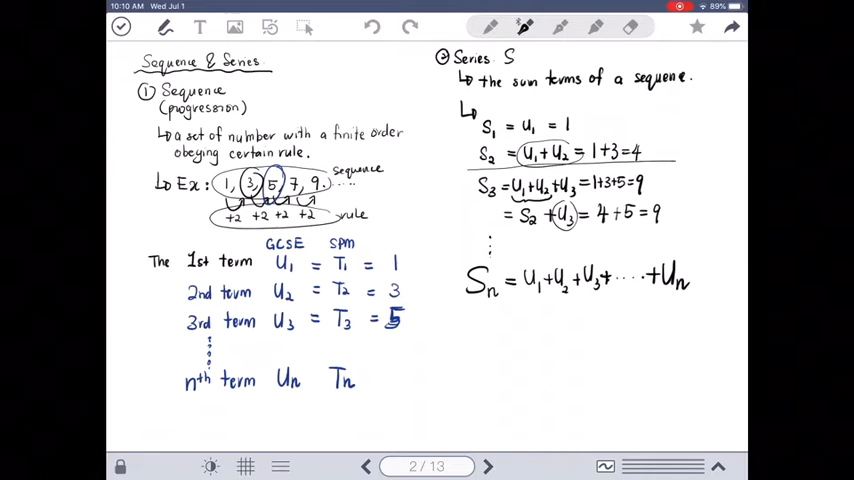 10:10 AM Wed Jul 1
89%
T
Sequence & Series
① Sequence
(progression)
↳ a set of number with a finite order
obeying certain rule.
↳ Ex: 1, 3, 5, 7, 9, ..... sequence
+2 +2 +2 +2 rule
GCSE SPM
The 1st term U₁ = T₁ = 1
2nd term U₂ = T₂ = 3
3rd term U₃ = T₃ = 5
nth term Uₙ Tₙ
② Series S
↳ the sum terms of a sequence.
↳
S₁ = U₁ = 1
S₂ = U₁+U₂ = 1+3=4
S₃ = U₁+U₂+U₃ = 1+3+5=9
= S₂ + U₃ = 4+5=9
⋮
Sₙ = U₁+U₂+U₃+.....+Uₙ
2 / 13